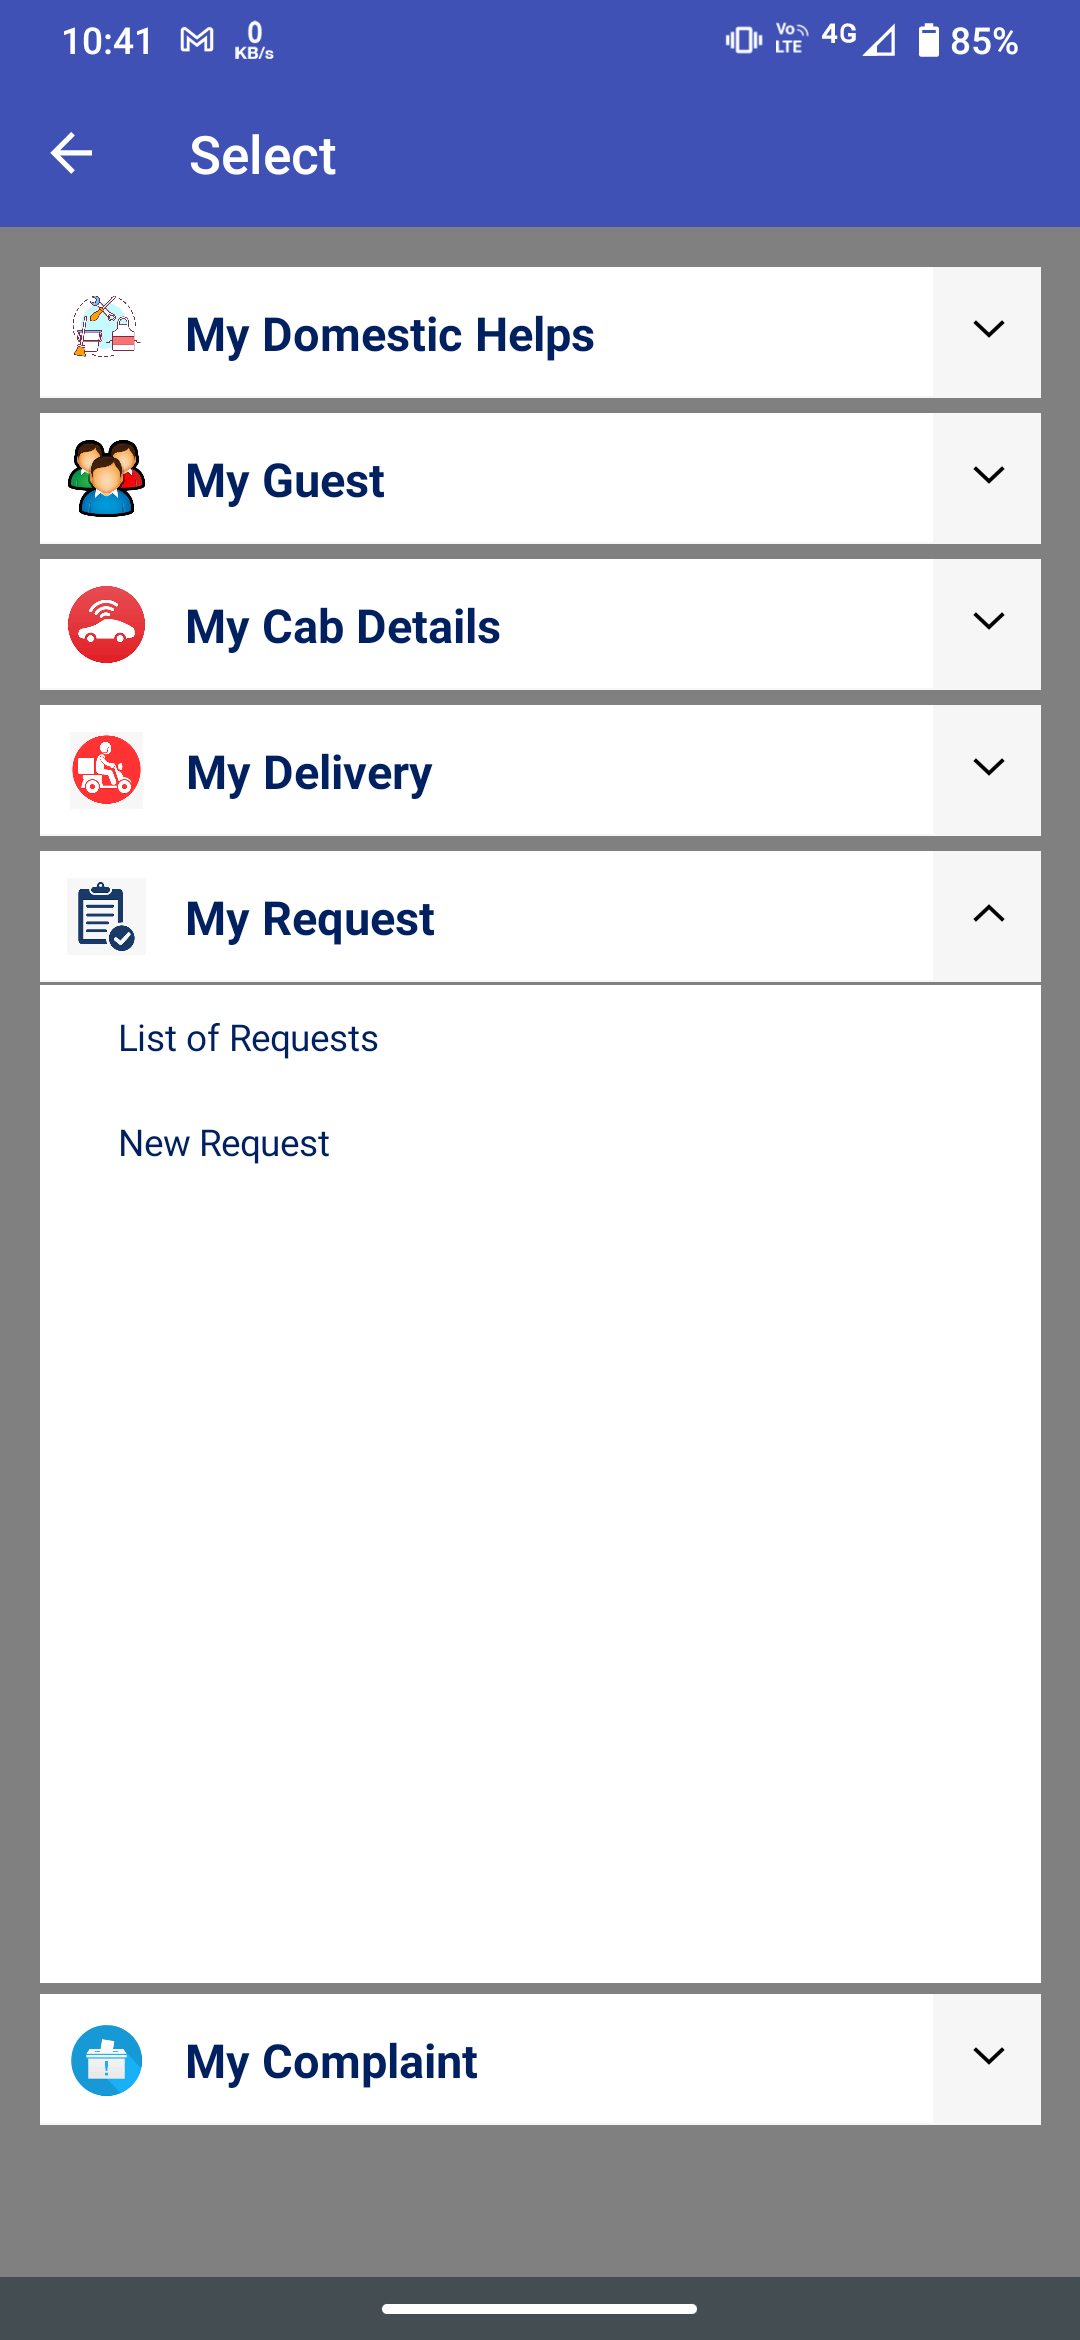 10:41 0 KB/s Vo LTE 4G 85%
Select
My Domestic Helps
My Guest
My Cab Details
My Delivery
My Request
List of Requests
New Request
My Complaint